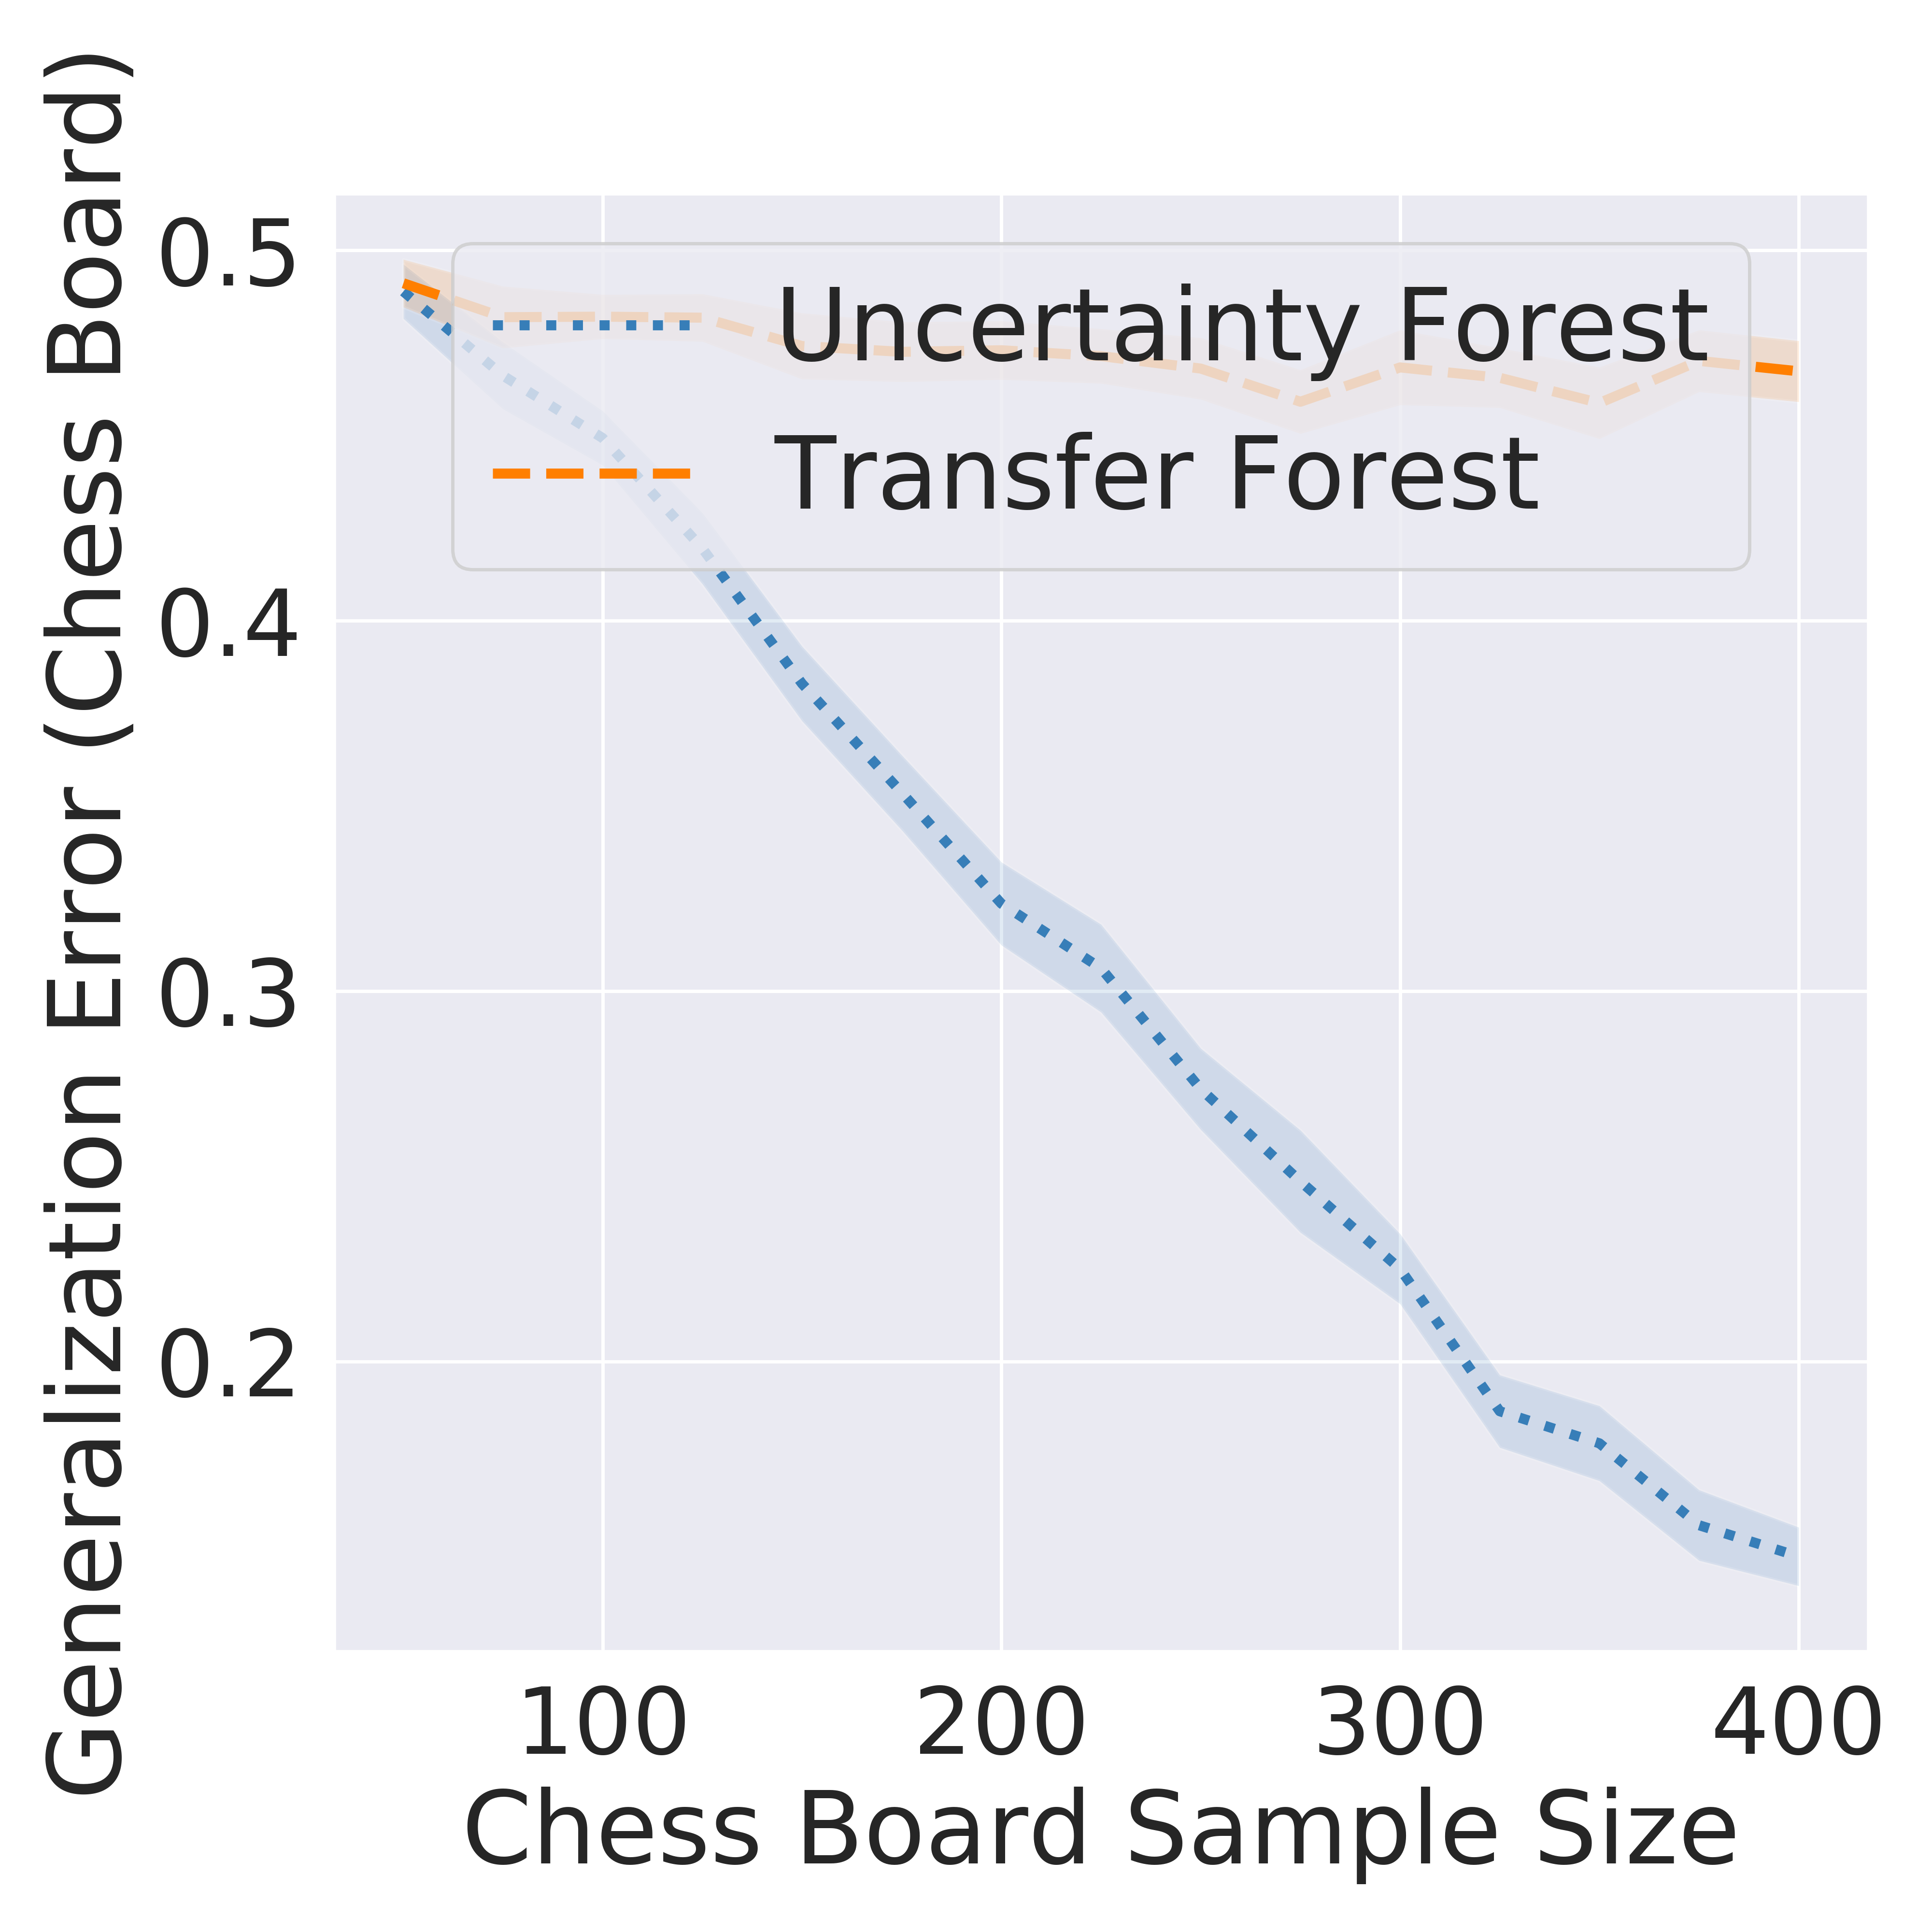 Generalization Error (Chess Board)
0.5
0.4
0.3
0.2
Uncertainty Forest
Transfer Forest
100 200 300 400
Chess Board Sample Size